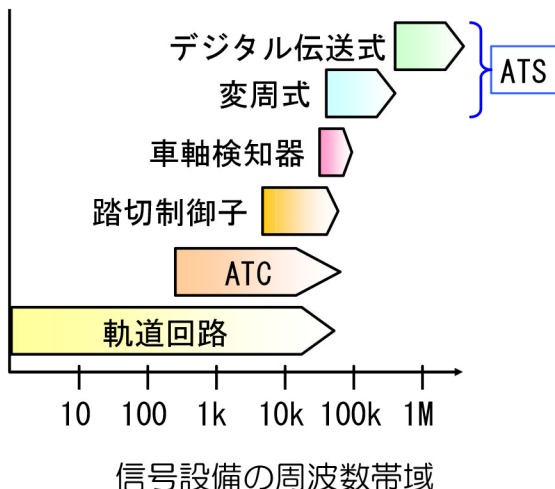 デジタル伝送式
ATS
変周式
車軸検知器
踏切制御子
ATC
軌道回路
10 100 1k 10k 100k 1M
信号設備の周波数帯域